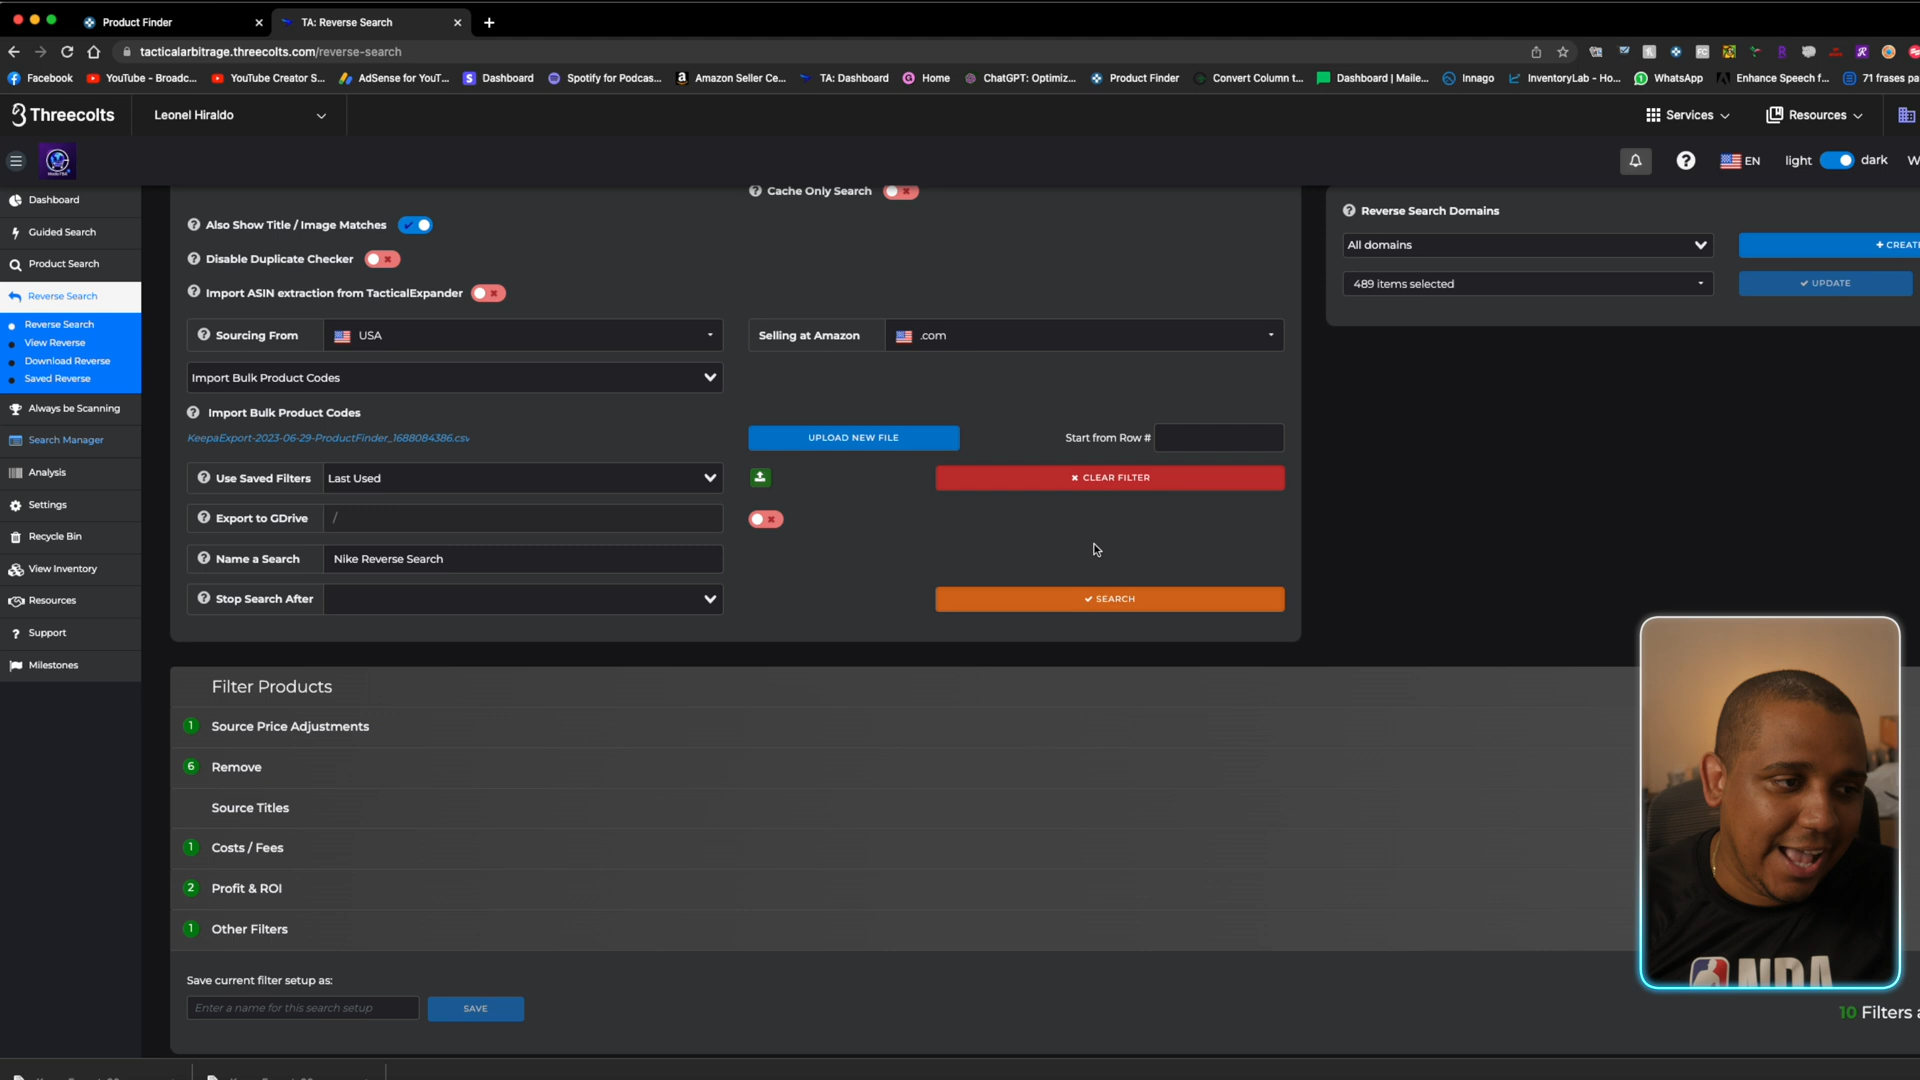 Product Finder
TA: Reverse Search
tacticalarbitrage.threecolts.com/reverse-search
Facebook
YouTube - Broadc...
YouTube Creator S...
AdSense for YouT...
Dashboard
Spotify for Podcas...
Amazon Seller Ce...
TA: Dashboard
Home
ChatGPT: Optimiz...
Product Finder
Convert Column t...
Dashboard | Maile...
Innago
InventoryLab - Ho...
WhatsApp
Enhance Speech f...
71 frases pa
Threecolts
Leonel Hiraldo
Services
Resources
EN
light
dark
W
Dashboard
Guided Search
Product Search
Reverse Search
Reverse Search
View Reverse
Download Reverse
Saved Reverse
Always be Scanning
Search Manager
Analysis
Settings
Recycle Bin
View Inventory
Resources
Support
Milestones
Cache Only Search
Also Show Title / Image Matches
Disable Duplicate Checker
Import ASIN extraction from TacticalExpander
Sourcing From
USA
Selling at Amazon
.com
Import Bulk Product Codes
Import Bulk Product Codes
KeepaExport-2023-06-29-ProductFinder_1688084386.csv
UPLOAD NEW FILE
Start from Row #
Use Saved Filters
Last Used
CLEAR FILTER
Export to GDrive
/
Name a Search
Nike Reverse Search
Stop Search After
SEARCH
Reverse Search Domains
All domains
+ CREATE
489 items selected
UPDATE
Filter Products
1 Source Price Adjustments
6 Remove
Source Titles
1 Costs / Fees
2 Profit & ROI
1 Other Filters
Save current filter setup as:
Enter a name for this search setup
SAVE
10 Filters a